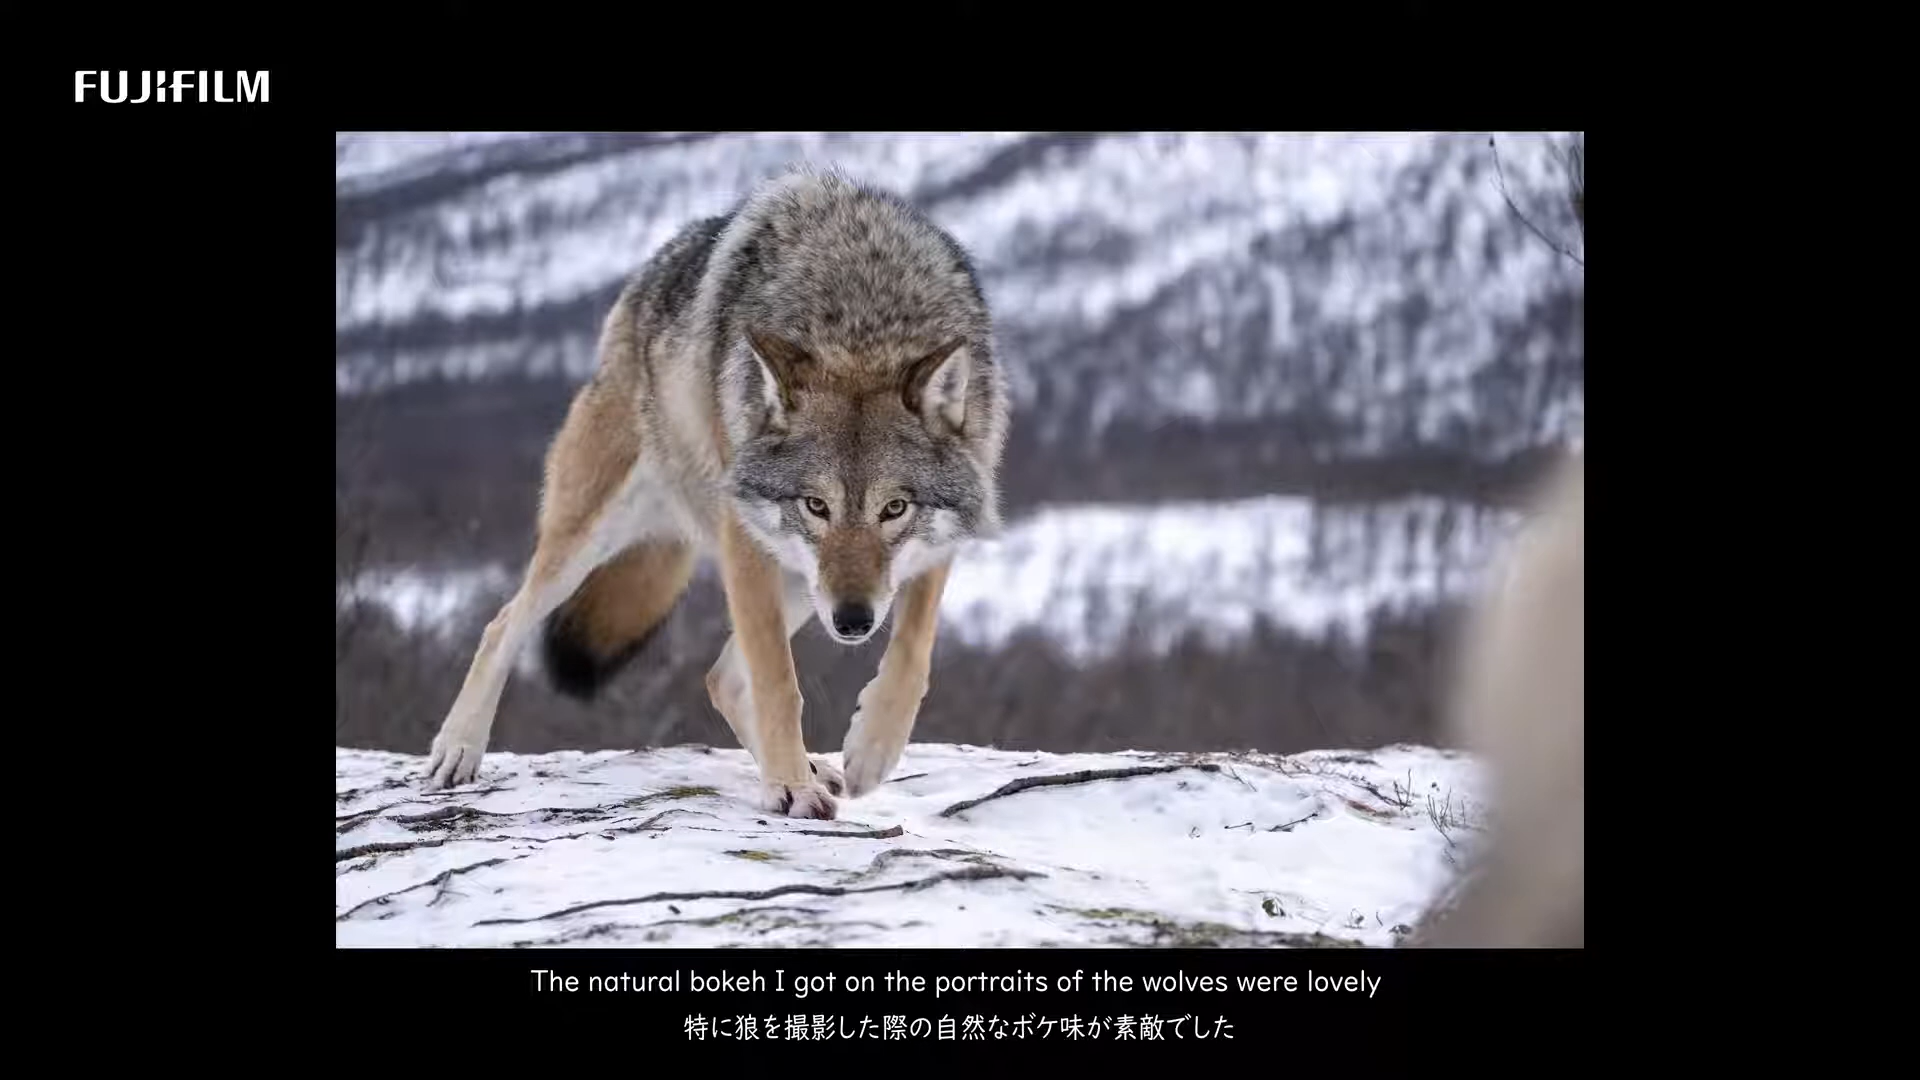 FUJIFILM
The natural bokeh I got on the portraits of the wolves were lovely
特に狼を撮影した際の自然なボケ味が素敵でした